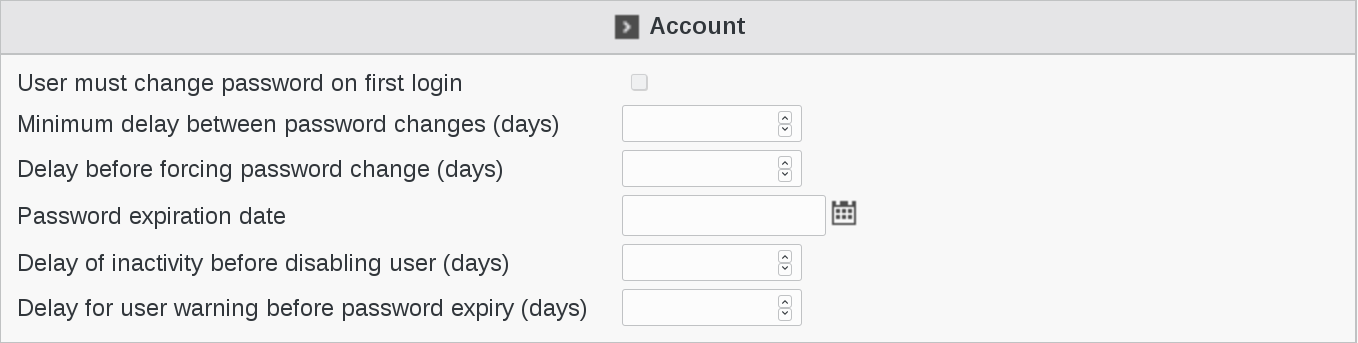 Account
User must change password on first login
Minimum delay between password changes (days)
Delay before forcing password change (days)
Password expiration date
Delay of inactivity before disabling user (days)
Delay for user warning before password expiry (days)